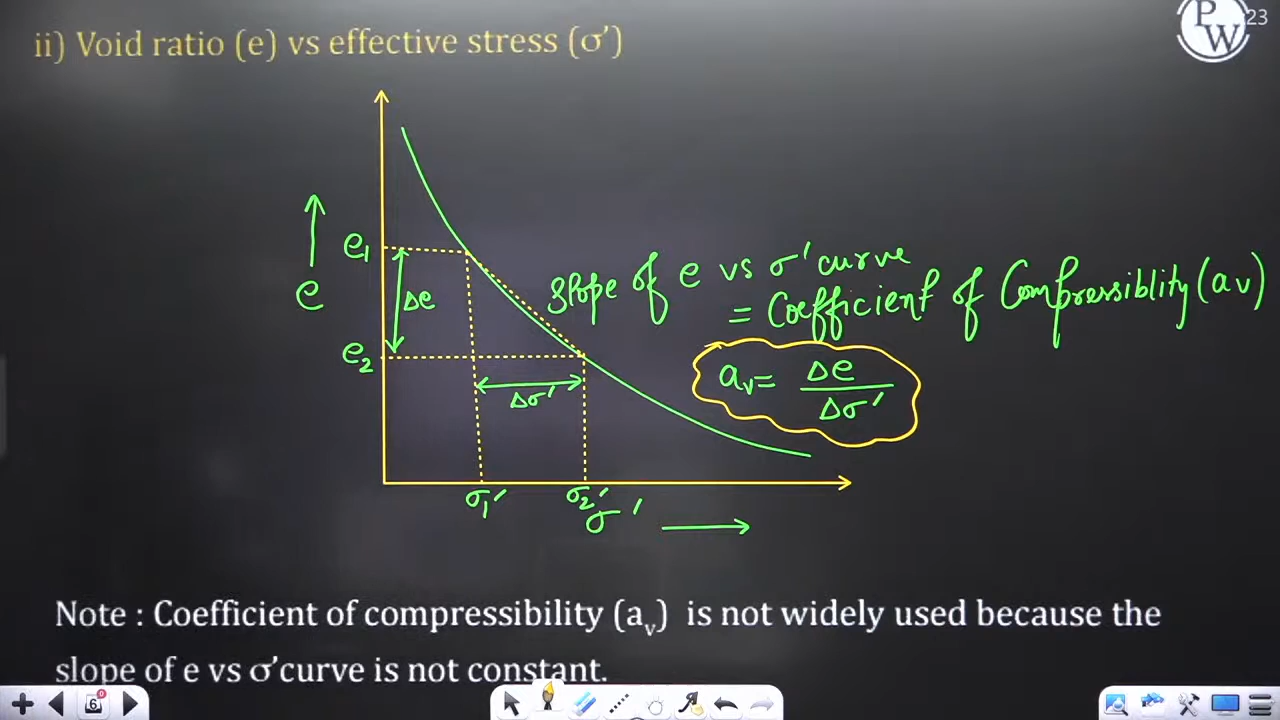 ii) Void ratio (e) vs effective stress (σ’)
PW
23
e
e₁
Δe
e₂
Δσ'
σ₁'
σ₂'
σ'
Slope of e vs σ' curve
= Coefficient of Compressiblity (av)
av = Δe/Δσ'
Note : Coefficient of compressibility (aᵥ) is not widely used because the
slope of e vs σ’curve is not constant.
6
0